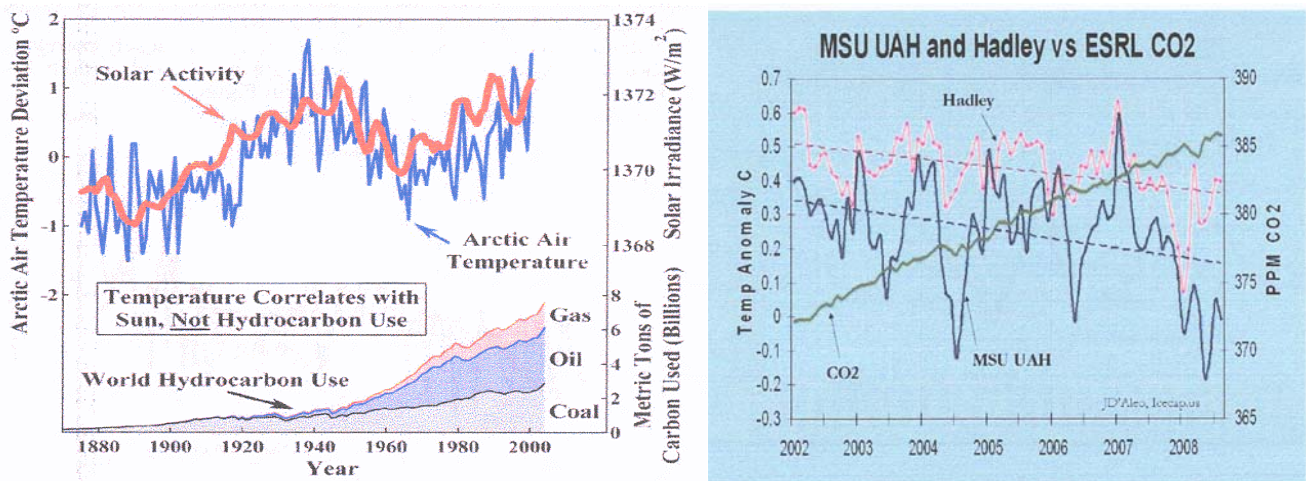 Arctic Air Temperature Deviation ºC
2
1
0
-1
-2
Solar Activity
Arctic Air
Temperature
Temperature Correlates with
Sun, Not Hydrocarbon Use
World Hydrocarbon Use
Gas
Oil
Coal
1374
1372
1370
1368
Solar Irradiance (W/m²)
8
6
4
2
0
Metric Tons of
Carbon Used (Billions)
1880
1900
1920
1940
1960
1980
2000
Year
MSU UAH and Hadley vs ESRL CO2
Temp Anomaly C
0.7
0.6
0.5
0.4
0.3
0.2
0.1
0
-0.1
-0.2
-0.3
Hadley
MSU UAH
CO2
JD'Aleo, Icecap.us
390
385
380
375
370
365
PPM CO2
2002
2003
2004
2005
2006
2007
2008